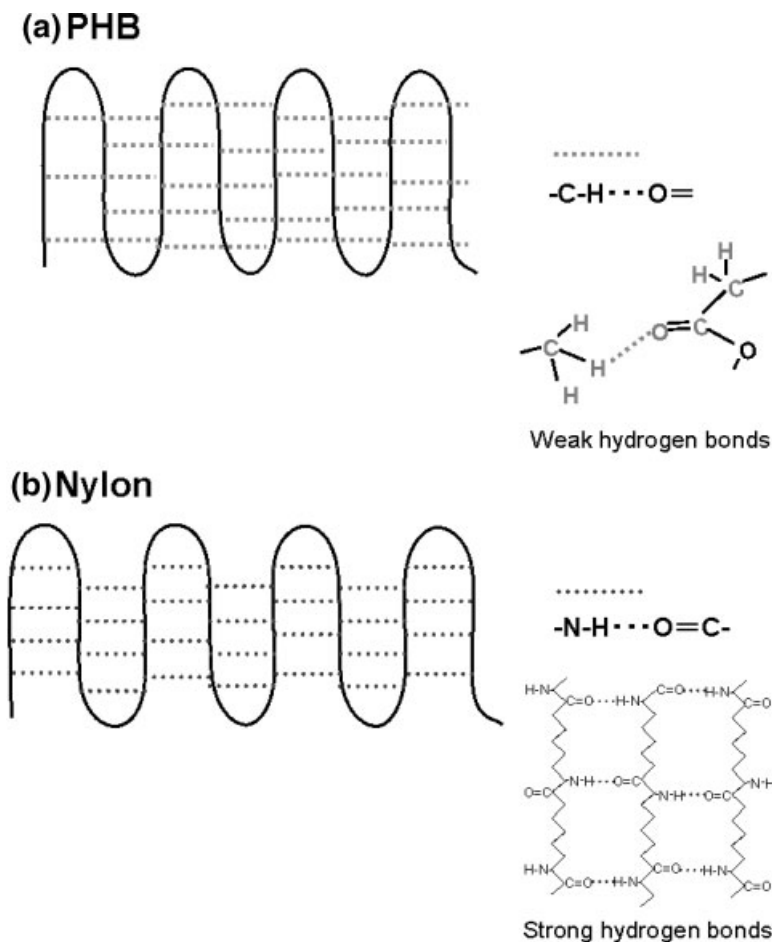 (a) PHB
-C-H···O=
H
H C
H
C O=C
H O
H
Weak hydrogen bonds
(b) Nylon
-N-H···O=C-
H-N C=O···H-N C=O···H-N
C=O H-N C=O
O=C N-H···O=C N-H···O=C N-H
H-N C=O···H-N C=O···H-N
C=O C=O
Strong hydrogen bonds